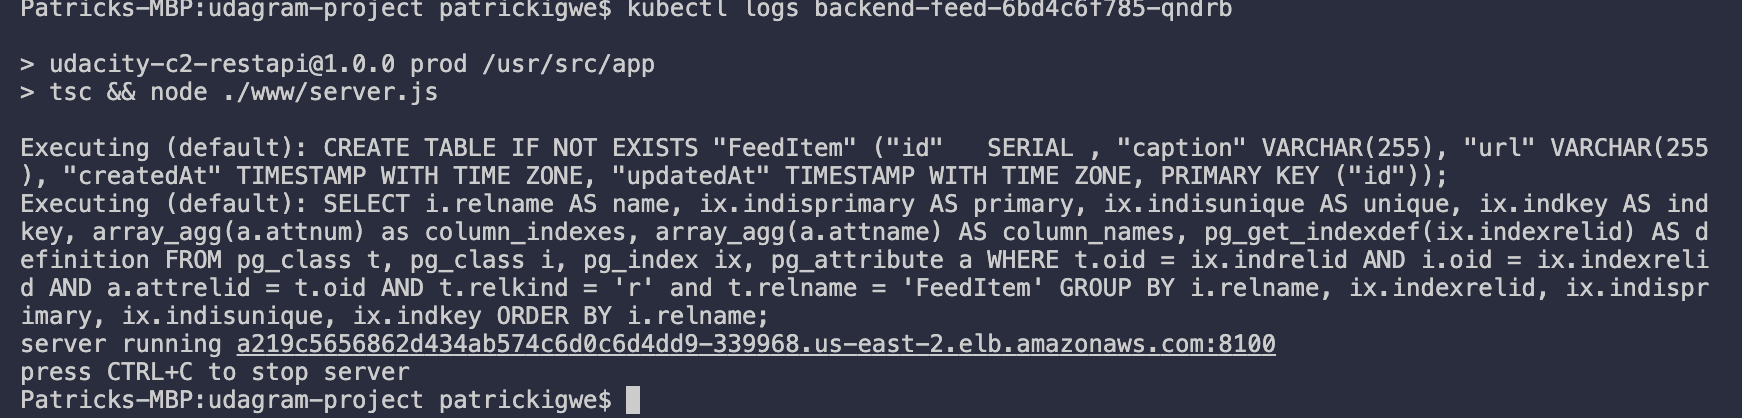 Patricks-MBP:udagram-project patrickigwe$ kubectl logs backend-feed-6bd4c6f785-qndrb
> udacity-c2-restapi@1.0.0 prod /usr/src/app
> tsc && node ./www/server.js
Executing (default): CREATE TABLE IF NOT EXISTS "FeedItem" ("id"   SERIAL , "caption" VARCHAR(255), "url" VARCHAR(255
), "createdAt" TIMESTAMP WITH TIME ZONE, "updatedAt" TIMESTAMP WITH TIME ZONE, PRIMARY KEY ("id"));
Executing (default): SELECT i.relname AS name, ix.indisprimary AS primary, ix.indisunique AS unique, ix.indkey AS ind
key, array_agg(a.attnum) as column_indexes, array_agg(a.attname) AS column_names, pg_get_indexdef(ix.indexrelid) AS d
efinition FROM pg_class t, pg_class i, pg_index ix, pg_attribute a WHERE t.oid = ix.indrelid AND i.oid = ix.indexreli
d AND a.attrelid = t.oid AND t.relkind = 'r' and t.relname = 'FeedItem' GROUP BY i.relname, ix.indexrelid, ix.indispr
imary, ix.indisunique, ix.indkey ORDER BY i.relname;
server running a219c5656862d434ab574c6d0c6d4dd9-339968.us-east-2.elb.amazonaws.com:8100
press CTRL+C to stop server
Patricks-MBP:udagram-project patrickigwe$